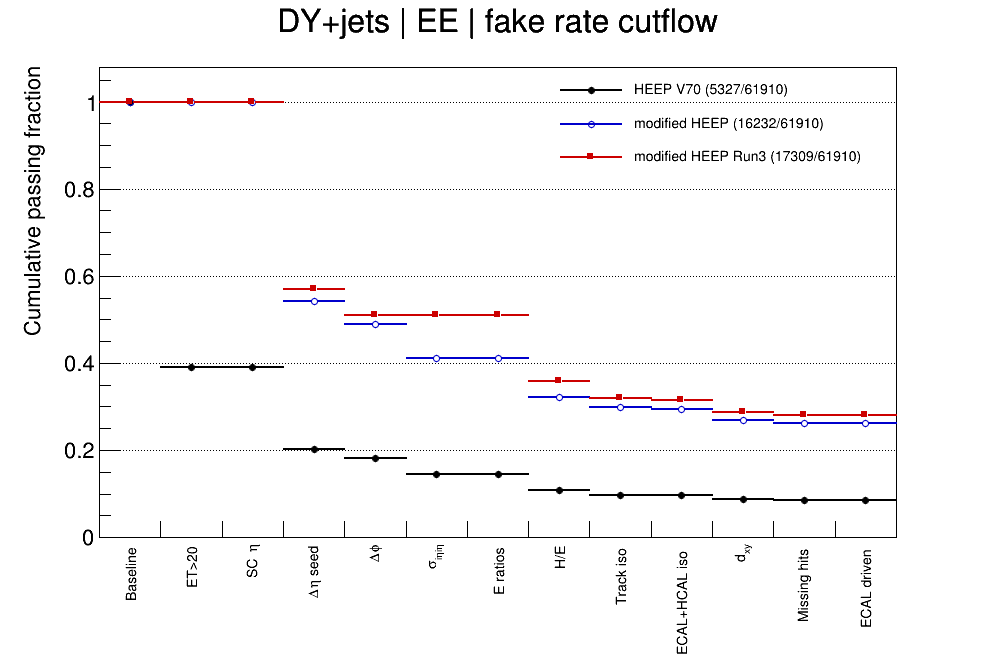 DY+jets | EE | fake rate cutflow
Cumulative passing fraction
1
0.8
0.6
0.4
0.2
0
HEEP V70 (5327/61910)
modified HEEP (16232/61910)
modified HEEP Run3 (17309/61910)
Baseline
ET>20
SC η
Δη seed
Δϕ
σiηiη
E ratios
H/E
Track iso
ECAL+HCAL iso
dxy
Missing hits
ECAL driven